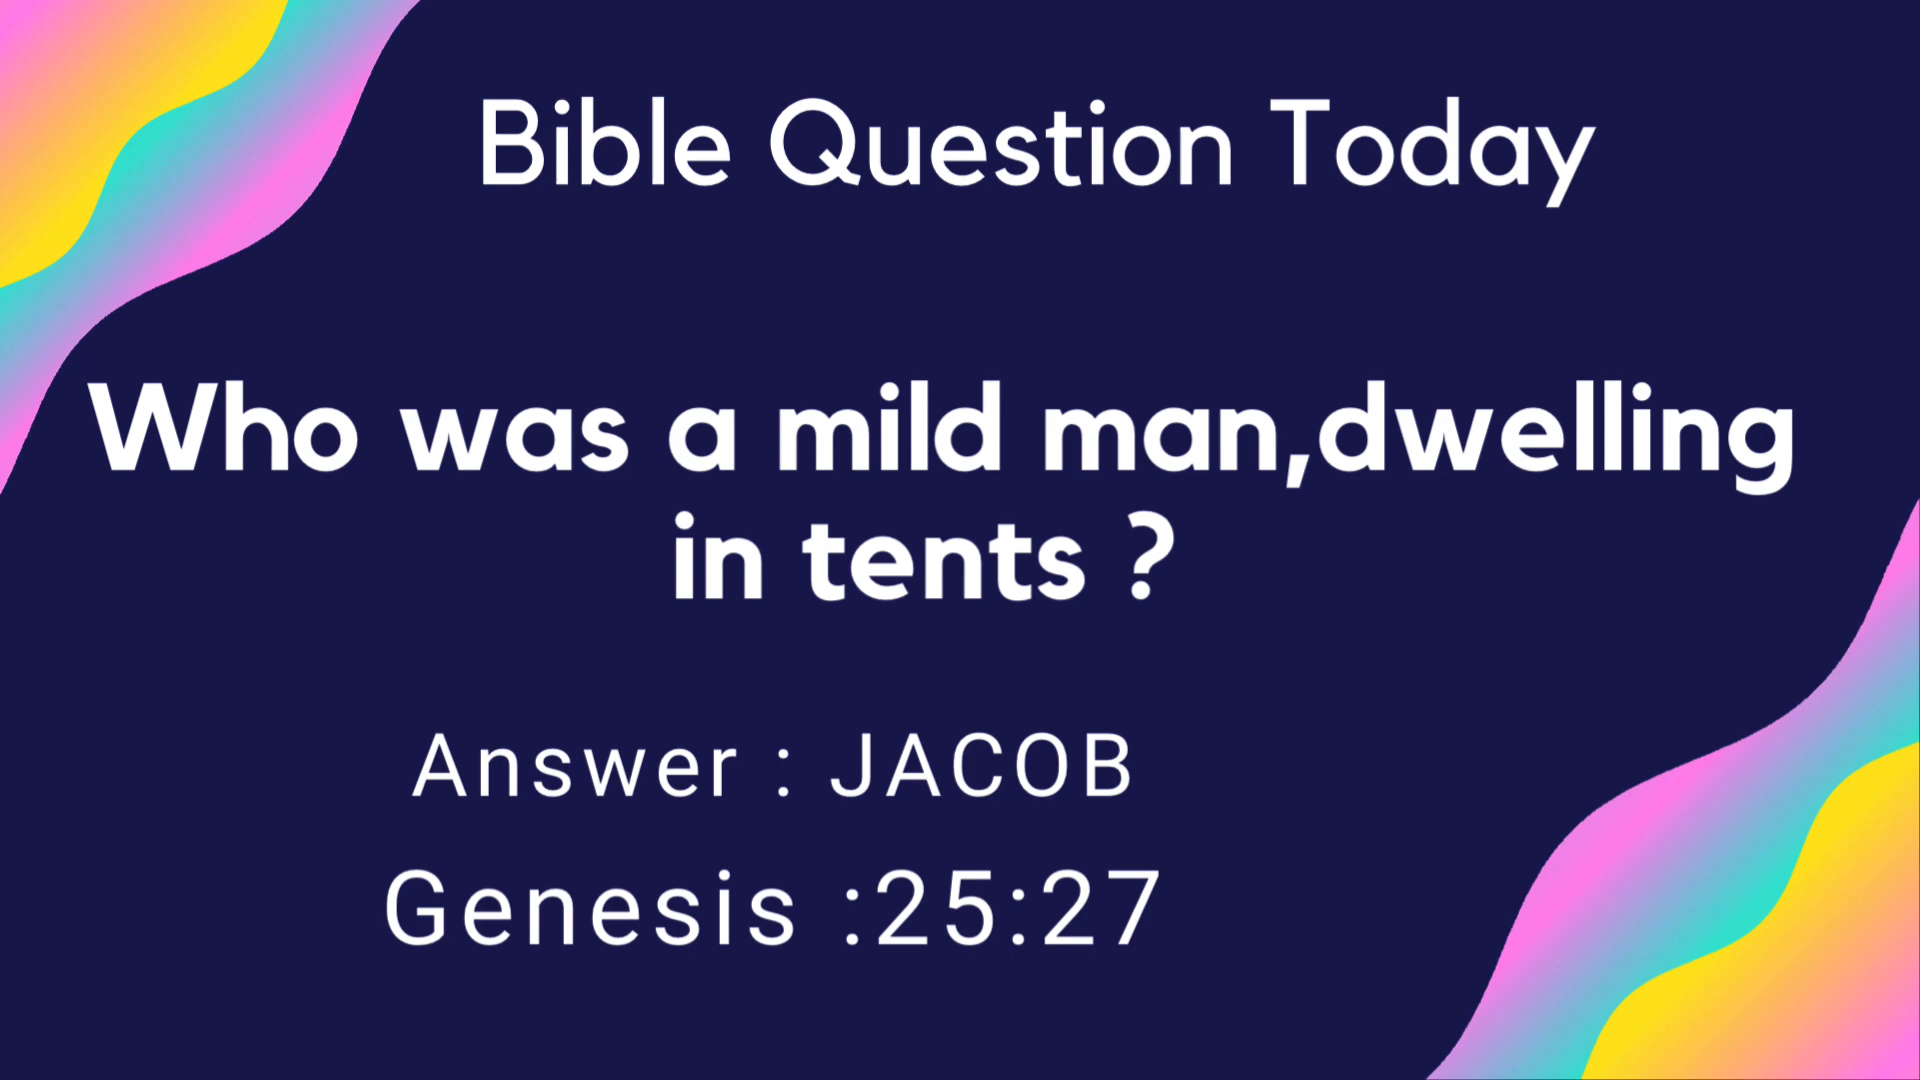 Bible Question Today
Who was a mild man,dwelling
in tents ?
Answer : JACOB
Genesis :25:27